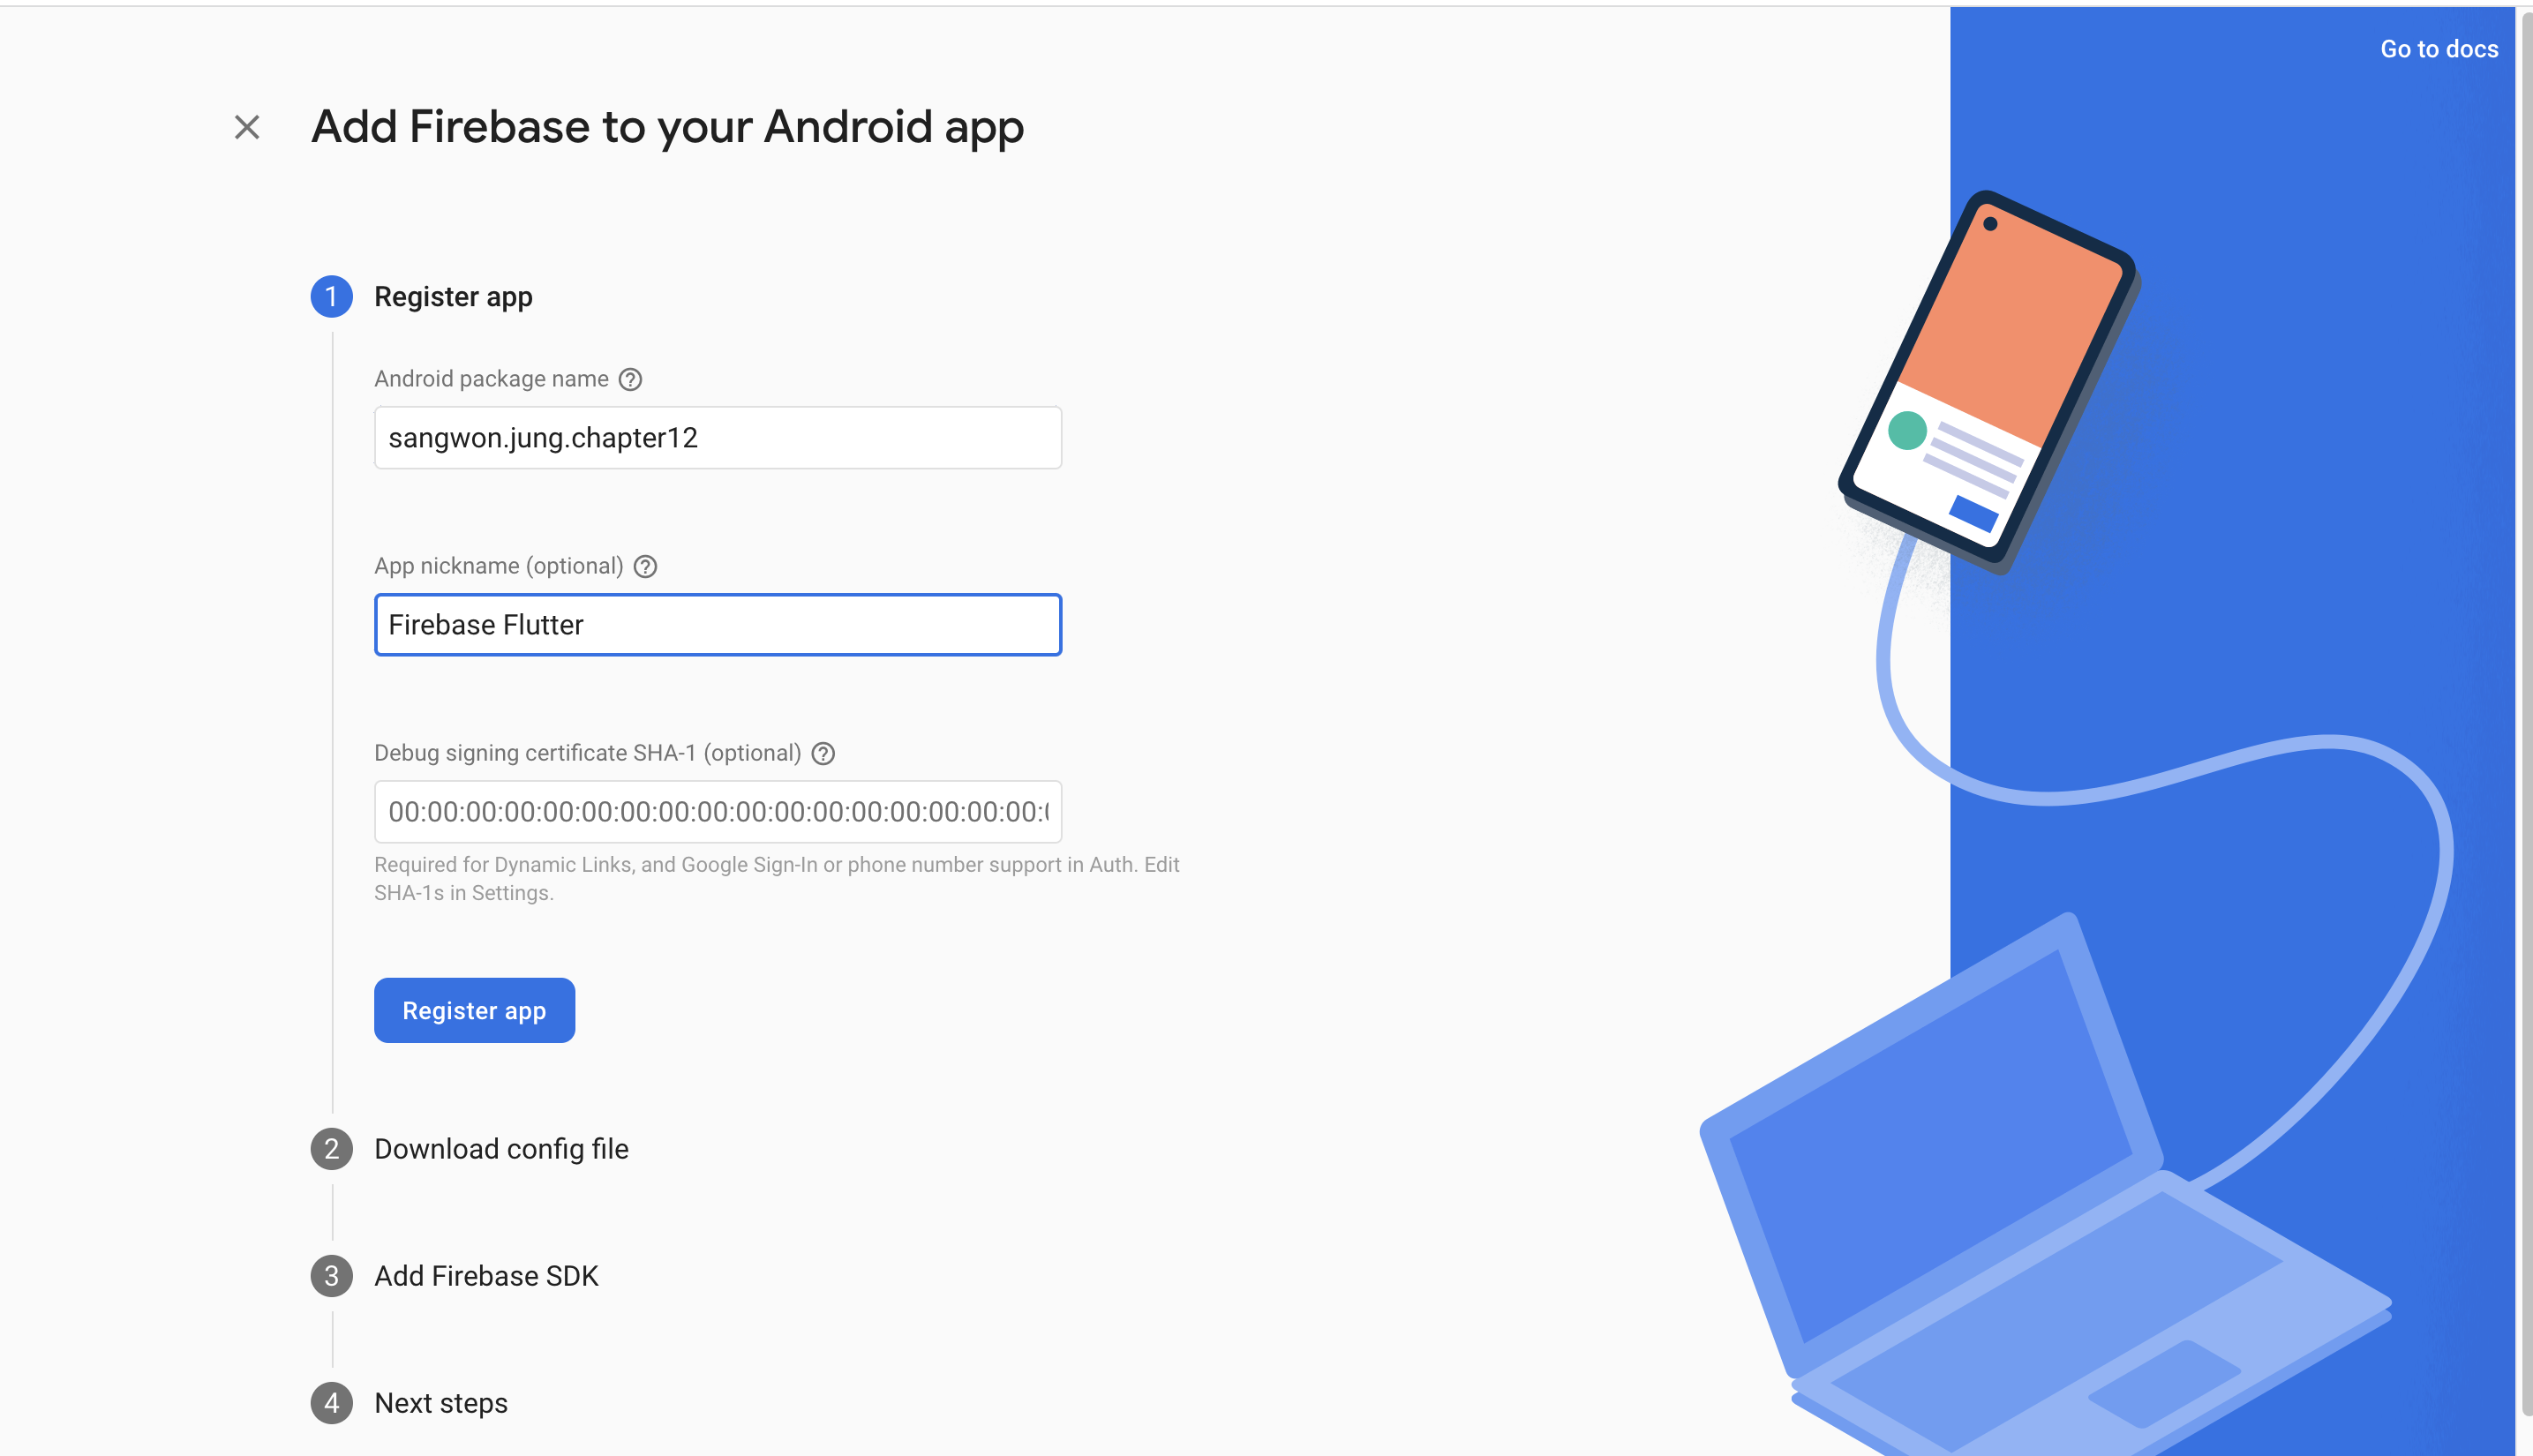 Go to docs
Add Firebase to your Android app
1 Register app
Android package name
sangwon.jung.chapter12
App nickname (optional)
Firebase Flutter
Debug signing certificate SHA-1 (optional)
00:00:00:00:00:00:00:00:00:00:00:00:00:00:00:00:00:
Required for Dynamic Links, and Google Sign-In or phone number support in Auth. Edit
SHA-1s in Settings.
Register app
2 Download config file
3 Add Firebase SDK
4 Next steps